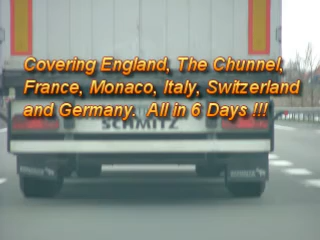 Covering England, The Chunnel,
France, Monaco, Italy, Switzerland
and Germany. All in 6 Days !!!
SCHMITZ